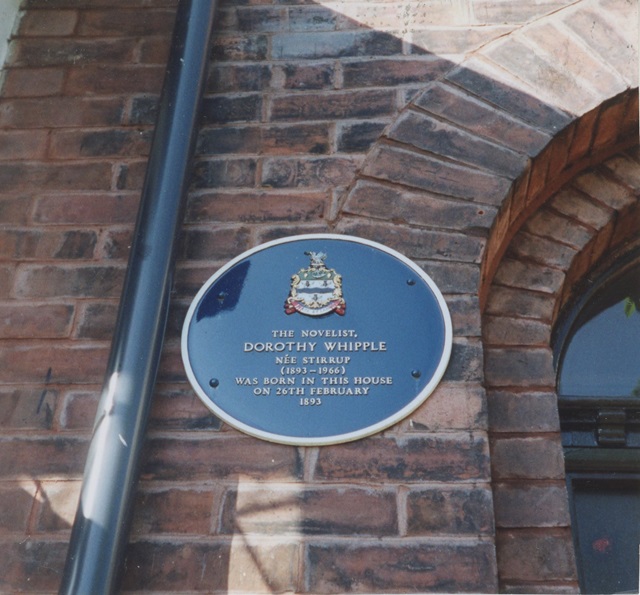 THE NOVELIST,
DOROTHY WHIPPLE
NÉE STIRRUP
(1893-1966)
WAS BORN IN THIS HOUSE
ON 26TH FEBRUARY
1893